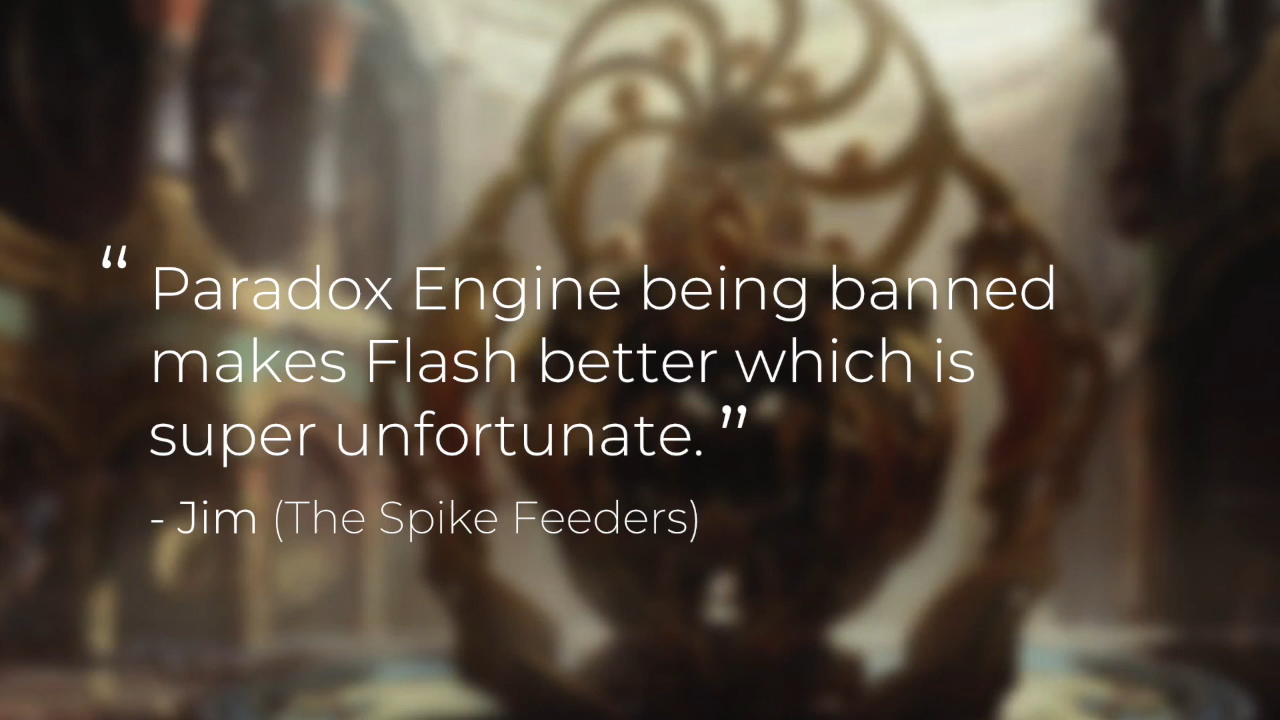 “ Paradox Engine being banned
makes Flash better which is
super unfortunate. ”
- Jim (The Spike Feeders)